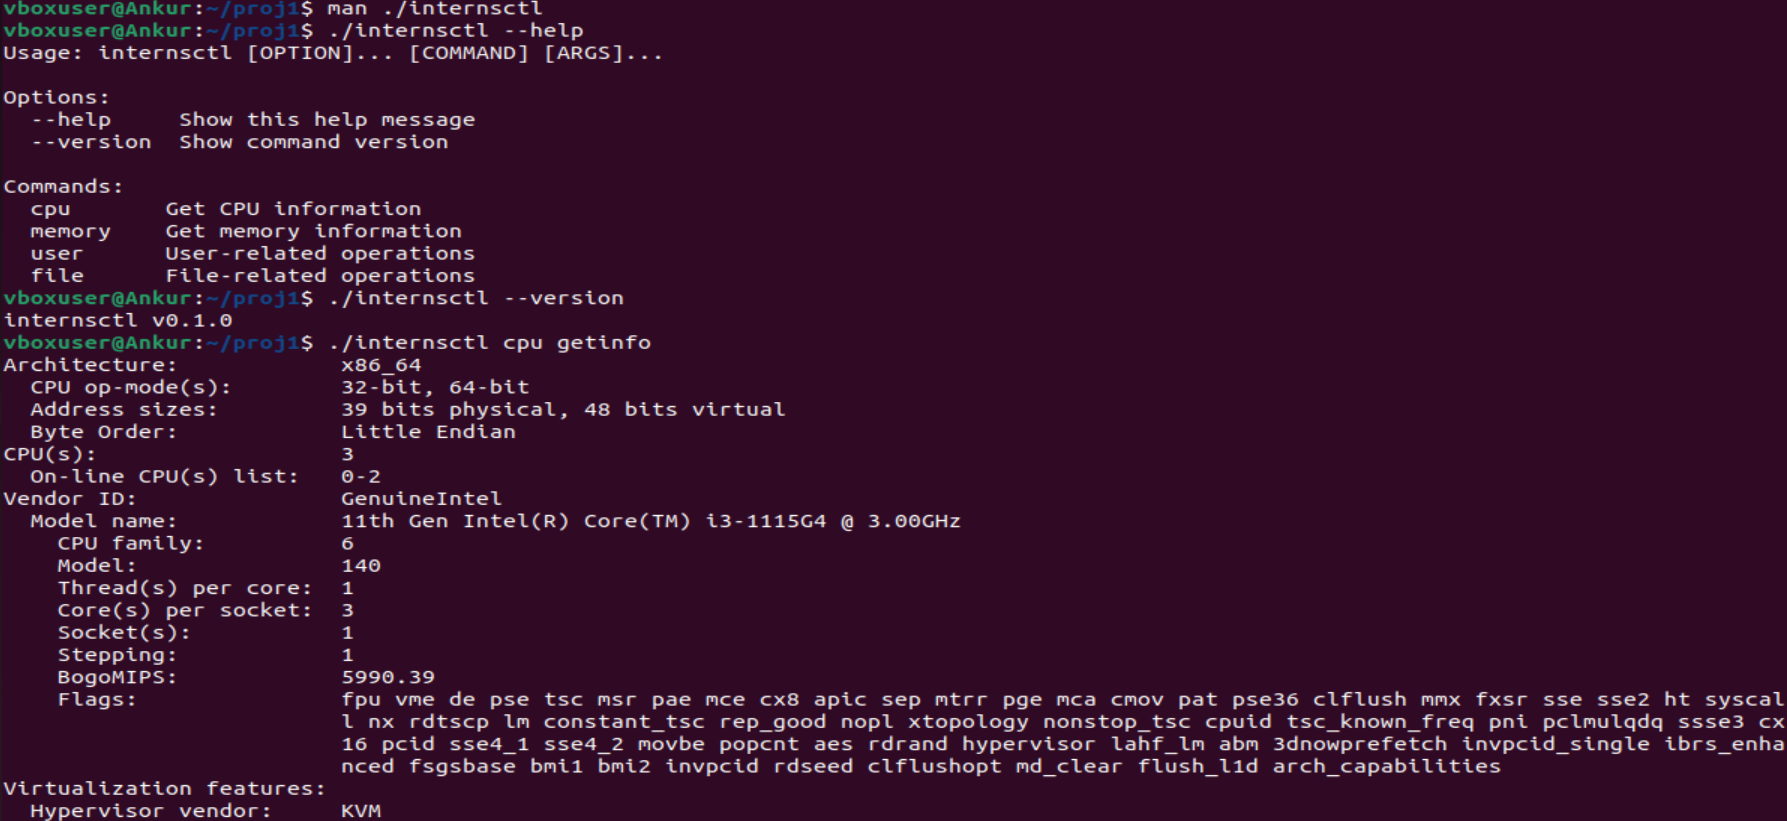 vboxuser@Ankur:~/proj1$ man ./internsctl
vboxuser@Ankur:~/proj1$ ./internsctl --help
Usage: internsctl [OPTION]... [COMMAND] [ARGS]...
Options:
  --help     Show this help message
  --version  Show command version
Commands:
  cpu       Get CPU information
  memory    Get memory information
  user      User-related operations
  file      File-related operations
vboxuser@Ankur:~/proj1$ ./internsctl --version
internsctl v0.1.0
vboxuser@Ankur:~/proj1$ ./internsctl cpu getinfo
Architecture:            x86_64
  CPU op-mode(s):        32-bit, 64-bit
  Address sizes:         39 bits physical, 48 bits virtual
  Byte Order:            Little Endian
CPU(s):                  3
  On-line CPU(s) list:   0-2
Vendor ID:               GenuineIntel
  Model name:            11th Gen Intel(R) Core(TM) i3-1115G4 @ 3.00GHz
    CPU family:          6
    Model:               140
    Thread(s) per core:  1
    Core(s) per socket:  3
    Socket(s):           1
    Stepping:            1
    BogoMIPS:            5990.39
    Flags:               fpu vme de pse tsc msr pae mce cx8 apic sep mtrr pge mca cmov pat pse36 clflush mmx fxsr sse sse2 ht syscal
                         l nx rdtscp lm constant_tsc rep_good nopl xtopology nonstop_tsc cpuid tsc_known_freq pni pclmulqdq ssse3 cx
                         16 pcid sse4_1 sse4_2 movbe popcnt aes rdrand hypervisor lahf_lm abm 3dnowprefetch invpcid_single ibrs_enha
                         nced fsgsbase bmi1 bmi2 invpcid rdseed clflushopt md_clear flush_l1d arch_capabilities
Virtualization features:
  Hypervisor vendor:     KVM